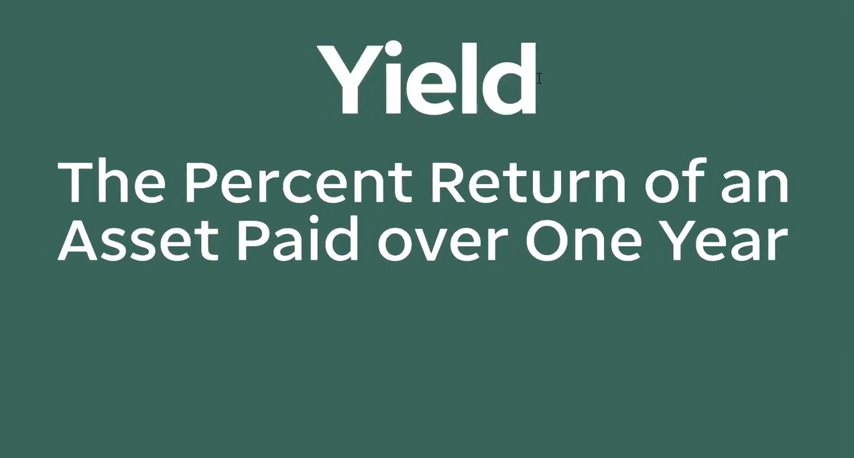 Yield
The Percent Return of an
Asset Paid over One Year